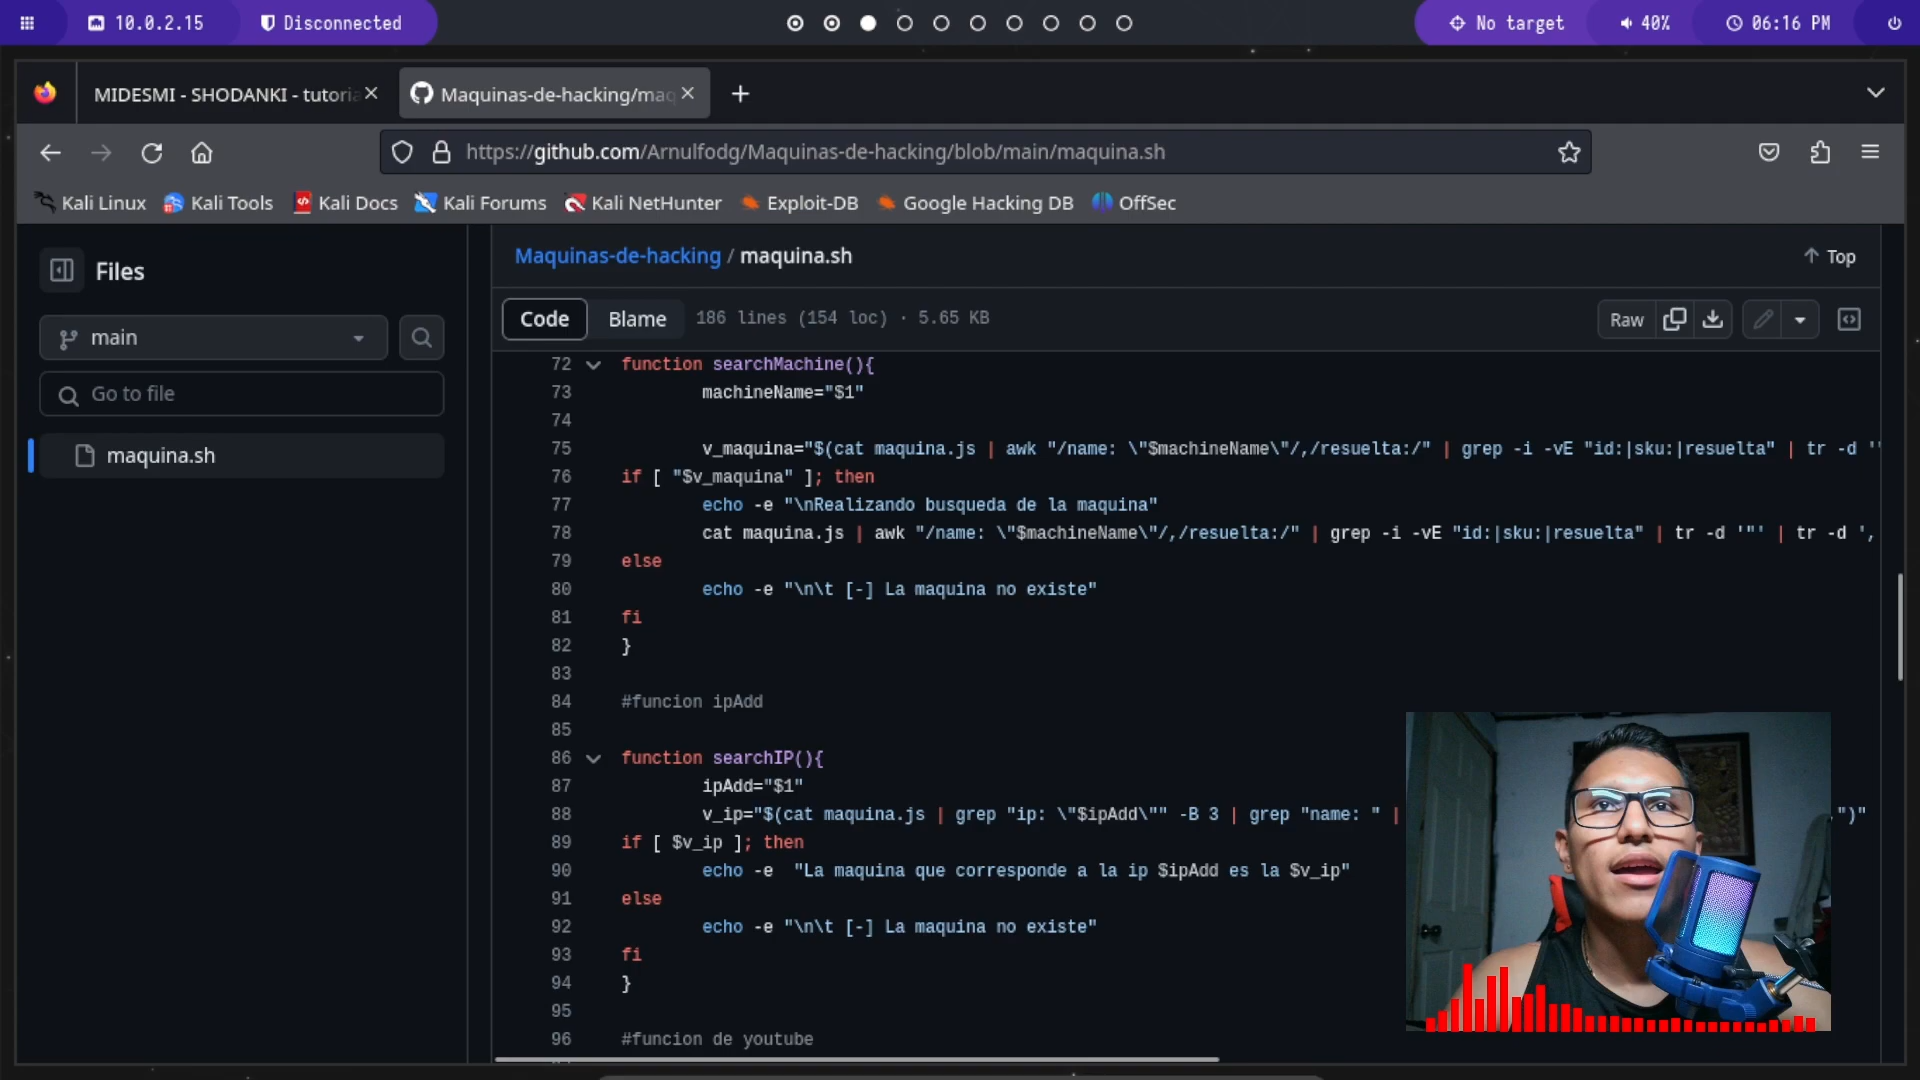 10.0.2.15 Disconnected No target 40% 06:16 PM
MIDESMI - SHODANKI - tutoria Maquinas-de-hacking/maq
https://github.com/Arnulfodg/Maquinas-de-hacking/blob/main/maquina.sh
Kali Linux Kali Tools Kali Docs Kali Forums Kali NetHunter Exploit-DB Google Hacking DB OffSec
Files
main
Go to file
maquina.sh
Maquinas-de-hacking / maquina.sh Top
Code Blame 186 lines (154 loc) · 5.65 KB Raw
72 function searchMachine(){
73 machineName="$1"
74
75 v_maquina="$(cat maquina.js | awk "/name: \"$machineName\"/,/resuelta:/" | grep -i -vE "id:|sku:|resuelta" | tr -d '"
76 if [ "$v_maquina" ]; then
77 echo -e "\nRealizando busqueda de la maquina"
78 cat maquina.js | awk "/name: \"$machineName\"/,/resuelta:/" | grep -i -vE "id:|sku:|resuelta" | tr -d '"' | tr -d ',
79 else
80 echo -e "\n\t [-] La maquina no existe"
81 fi
82 }
83
84 #funcion ipAdd
85
86 function searchIP(){
87 ipAdd="$1"
88 v_ip="$(cat maquina.js | grep "ip: \"$ipAdd\"" -B 3 | grep "name: " | ")"
89 if [ $v_ip ]; then
90 echo -e "La maquina que corresponde a la ip $ipAdd es la $v_ip"
91 else
92 echo -e "\n\t [-] La maquina no existe"
93 fi
94 }
95
96 #funcion de youtube